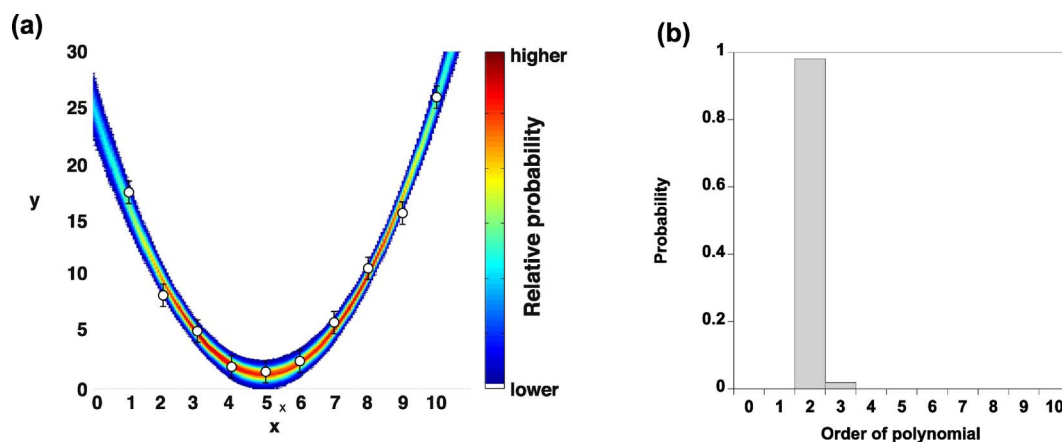 (a)
30
25
20
15
10
5
0
y
0 1 2 3 4 5 6 7 8 9 10
x
x
higher
Relative probability
lower
(b)
1
0.8
0.6
0.4
0.2
0
Probability
0 1 2 3 4 5 6 7 8 9 10
Order of polynomial